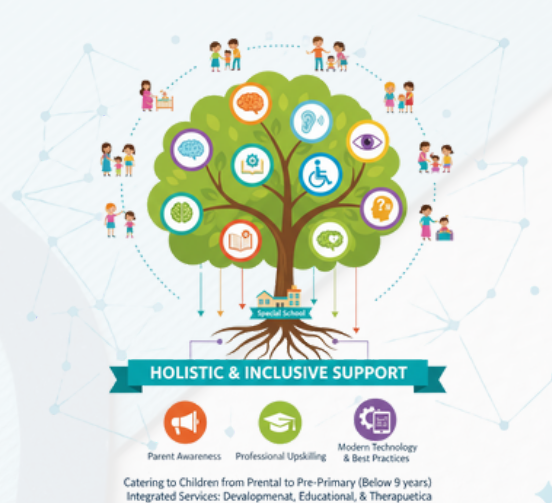 Special School
HOLISTIC & INCLUSIVE SUPPORT
Parent Awareness
Professional Upskilling
Modern Technology
& Best Practices
Catering to Children from Prental to Pre-Primary (Below 9 years)
Integrated Services: Devalopmenat, Educational, & Therapuetica